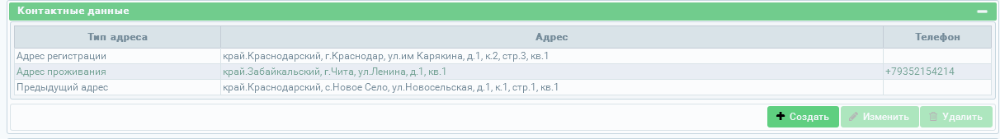 Контактные данные
Тип адреса Адрес Телефон
Адрес регистрации край.Краснодарский, г.Краснодар, ул.им Карякина, д.1, к.2, стр.3, кв.1
Адрес проживания край.Забайкальский, г.Чита, ул.Ленина, д.1, кв.1 +79352154214
Предыдущий адрес край.Краснодарский, с.Новое Село, ул.Новосельская, д.1, к.1, стр.1, кв.1
Создать Изменить Удалить